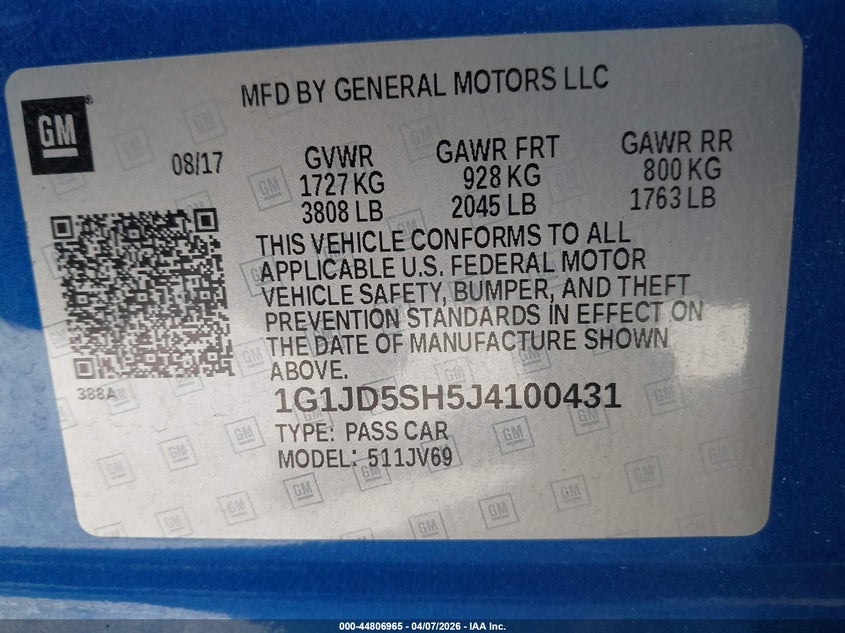 MFD BY GENERAL MOTORS LLC
GM
08/17
GVWR GAWR FRT GAWR RR
1727 KG 928 KG 800 KG
3808 LB 2045 LB 1763 LB
THIS VEHICLE CONFORMS TO ALL
APPLICABLE U.S. FEDERAL MOTOR
VEHICLE SAFETY, BUMPER, AND THEFT
PREVENTION STANDARDS IN EFFECT ON
THE DATE OF MANUFACTURE SHOWN
ABOVE.
388A
1G1JD5SH5J4100431
TYPE: PASS CAR
MODEL: 511JV69
000-44806965 - 04/07/2026 - IAA Inc.